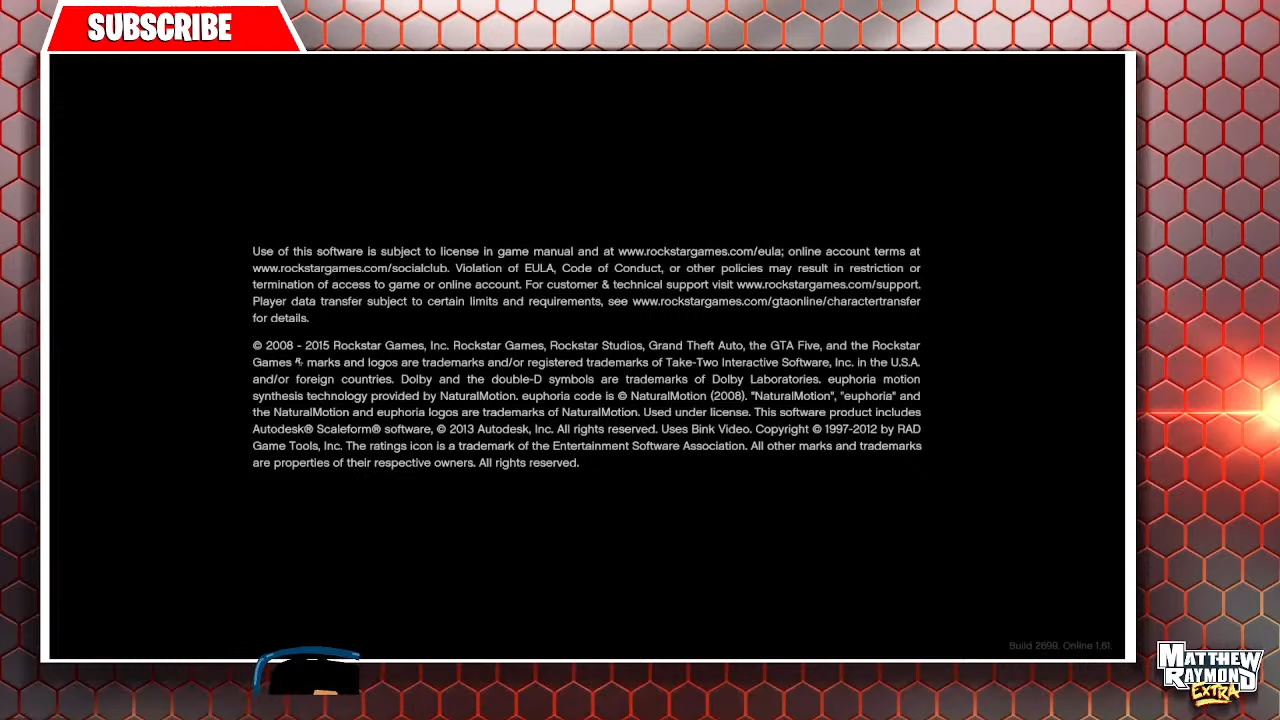 SUBSCRIBE
Use of this software is subject to license in game manual and at www.rockstargames.com/eula; online account terms at
www.rockstargames.com/socialclub. Violation of EULA, Code of Conduct, or other policies may result in restriction or
termination of access to game or online account. For customer & technical support visit www.rockstargames.com/support.
Player data transfer subject to certain limits and requirements, see www.rockstargames.com/gtaonline/charactertransfer
for details.
© 2008 - 2015 Rockstar Games, Inc. Rockstar Games, Rockstar Studios, Grand Theft Auto, the GTA Five, and the Rockstar
Games R* marks and logos are trademarks and/or registered trademarks of Take-Two Interactive Software, Inc. in the U.S.A.
and/or foreign countries. Dolby and the double-D symbols are trademarks of Dolby Laboratories. euphoria motion
synthesis technology provided by NaturalMotion. euphoria code is © NaturalMotion (2008). "NaturalMotion", "euphoria" and
the NaturalMotion and euphoria logos are trademarks of NaturalMotion. Used under license. This software product includes
Autodesk® Scaleform® software, © 2013 Autodesk, Inc. All rights reserved. Uses Bink Video. Copyright © 1997-2012 by RAD
Game Tools, Inc. The ratings icon is a trademark of the Entertainment Software Association. All other marks and trademarks
are properties of their respective owners. All rights reserved.
Build 2699, Online 1.61.
MATTHEW
RAYMOND
EXTRA